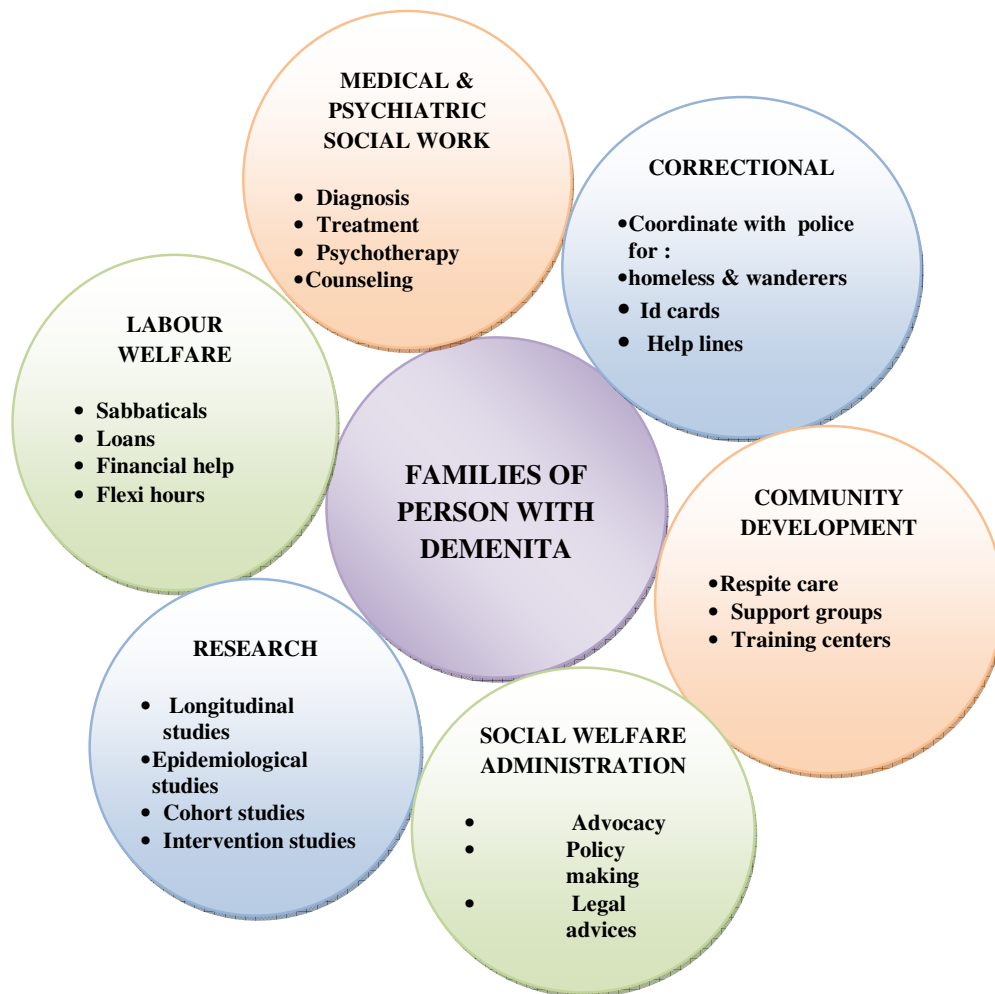 MEDICAL &
PSYCHIATRIC
SOCIAL WORK
• Diagnosis
• Treatment
• Psychotherapy
•Counseling
CORRECTIONAL
•Coordinate with police
for :
•homeless & wanderers
• Id cards
• Help lines
LABOUR
WELFARE
• Sabbaticals
• Loans
• Financial help
• Flexi hours
FAMILIES OF
PERSON WITH
DEMENITA
COMMUNITY
DEVELOPMENT
•Respite care
• Support groups
• Training centers
RESEARCH
• Longitudinal
studies
•Epidemiological
studies
• Cohort studies
• Intervention studies
SOCIAL WELFARE
ADMINISTRATION
• Advocacy
• Policy
making
• Legal
advices